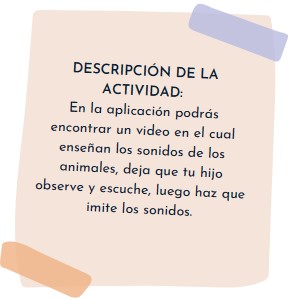 DESCRIPCIÓN DE LA
ACTIVIDAD:
En la aplicación podrás
encontrar un video en el cual
enseñan los sonidos de los
animales, deja que tu hijo
observe y escuche, luego haz que
imite los sonidos.